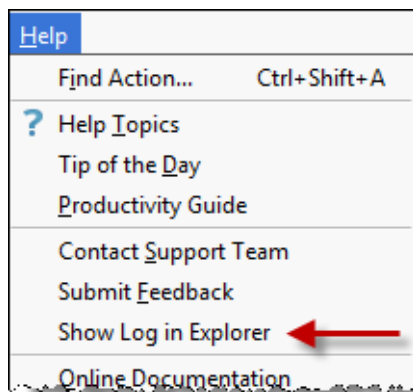 Help
Find Action... Ctrl+Shift+A
? Help Topics
Tip of the Day
Productivity Guide
Contact Support Team
Submit Feedback
Show Log in Explorer
Online Documentation